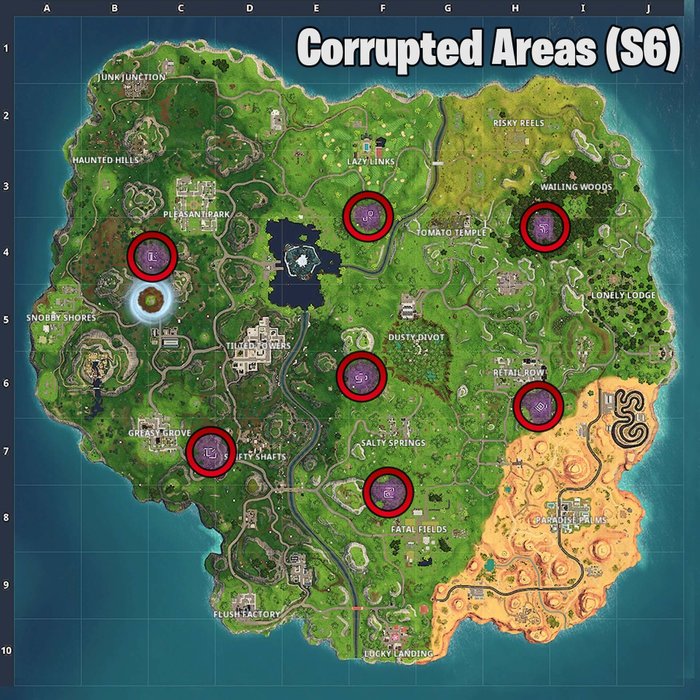 A B C D E F G H I J
Corrupted Areas (S6)
1
JUNK JUNCTION
2
RISKY REELS
HAUNTED HILLS
LAZY LINKS
3
WAILING WOODS
PLEASANT PARK
TOMATO TEMPLE
4
LONELY LODGE
5
SNOBBY SHORES
DUSTY DIVOT
TILTED TOWERS
RETAIL ROW
6
GREASY GROVE
SALTY SPRINGS
7
SHIFTY SHAFTS
PARADISE PALMS
8
FATAL FIELDS
9
FLUSH FACTORY
10
LUCKY LANDING